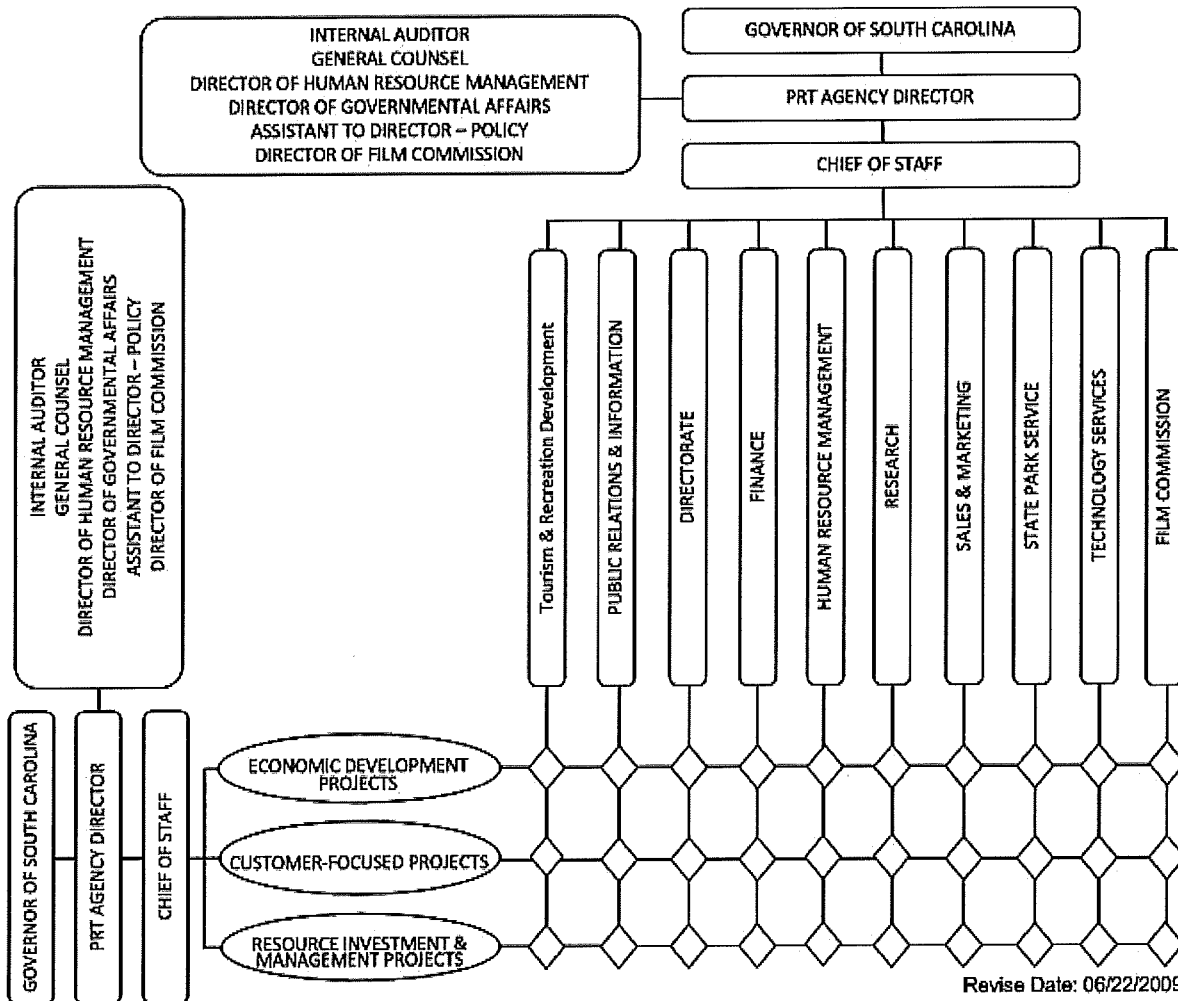 INTERNAL AUDITOR
GENERAL COUNSEL
DIRECTOR OF HUMAN RESOURCE MANAGEMENT
DIRECTOR OF GOVERNMENTAL AFFAIRS
ASSISTANT TO DIRECTOR – POLICY
DIRECTOR OF FILM COMMISSION
GOVERNOR OF SOUTH CAROLINA
PRT AGENCY DIRECTOR
CHIEF OF STAFF
INTERNAL AUDITOR
GENERAL COUNSEL
DIRECTOR OF HUMAN RESOURCE MANAGEMENT
DIRECTOR OF GOVERNMENTAL AFFAIRS
ASSISTANT TO DIRECTOR – POLICY
DIRECTOR OF FILM COMMISSION
Tourism & Recreation Development
PUBLIC RELATIONS & INFORMATION
DIRECTORATE
FINANCE
HUMAN RESOURCE MANAGEMENT
RESEARCH
SALES & MARKETING
STATE PARK SERVICE
TECHNOLOGY SERVICES
FILM COMMISSION
GOVERNOR OF SOUTH CAROLINA
PRT AGENCY DIRECTOR
CHIEF OF STAFF
ECONOMIC DEVELOPMENT
PROJECTS
CUSTOMER-FOCUSED PROJECTS
RESOURCE INVESTMENT &
MANAGEMENT PROJECTS
Revise Date: 06/22/2009